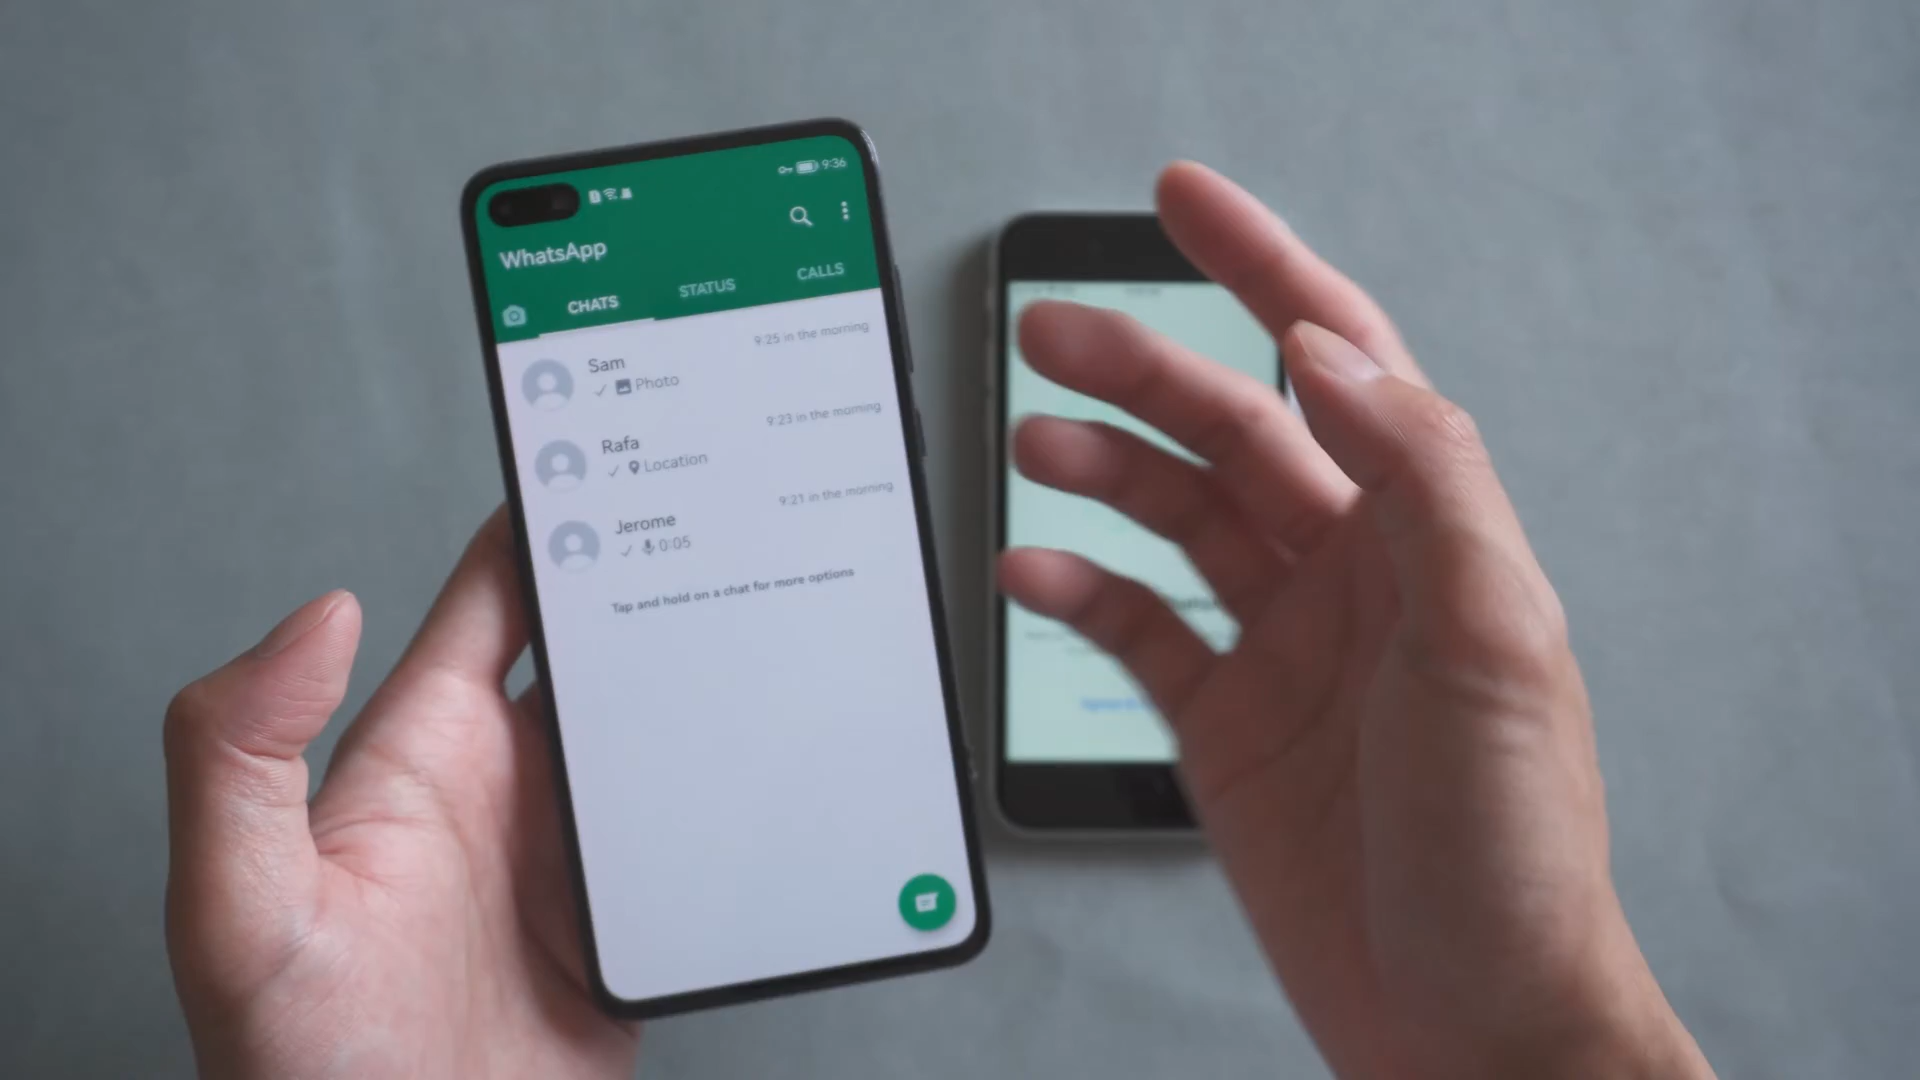 9:36
WhatsApp
CHATS STATUS CALLS
Sam 9:25 in the morning
Photo
Rafa 9:23 in the morning
Location
Jerome 9:21 in the morning
0:05
Tap and hold on a chat for more options